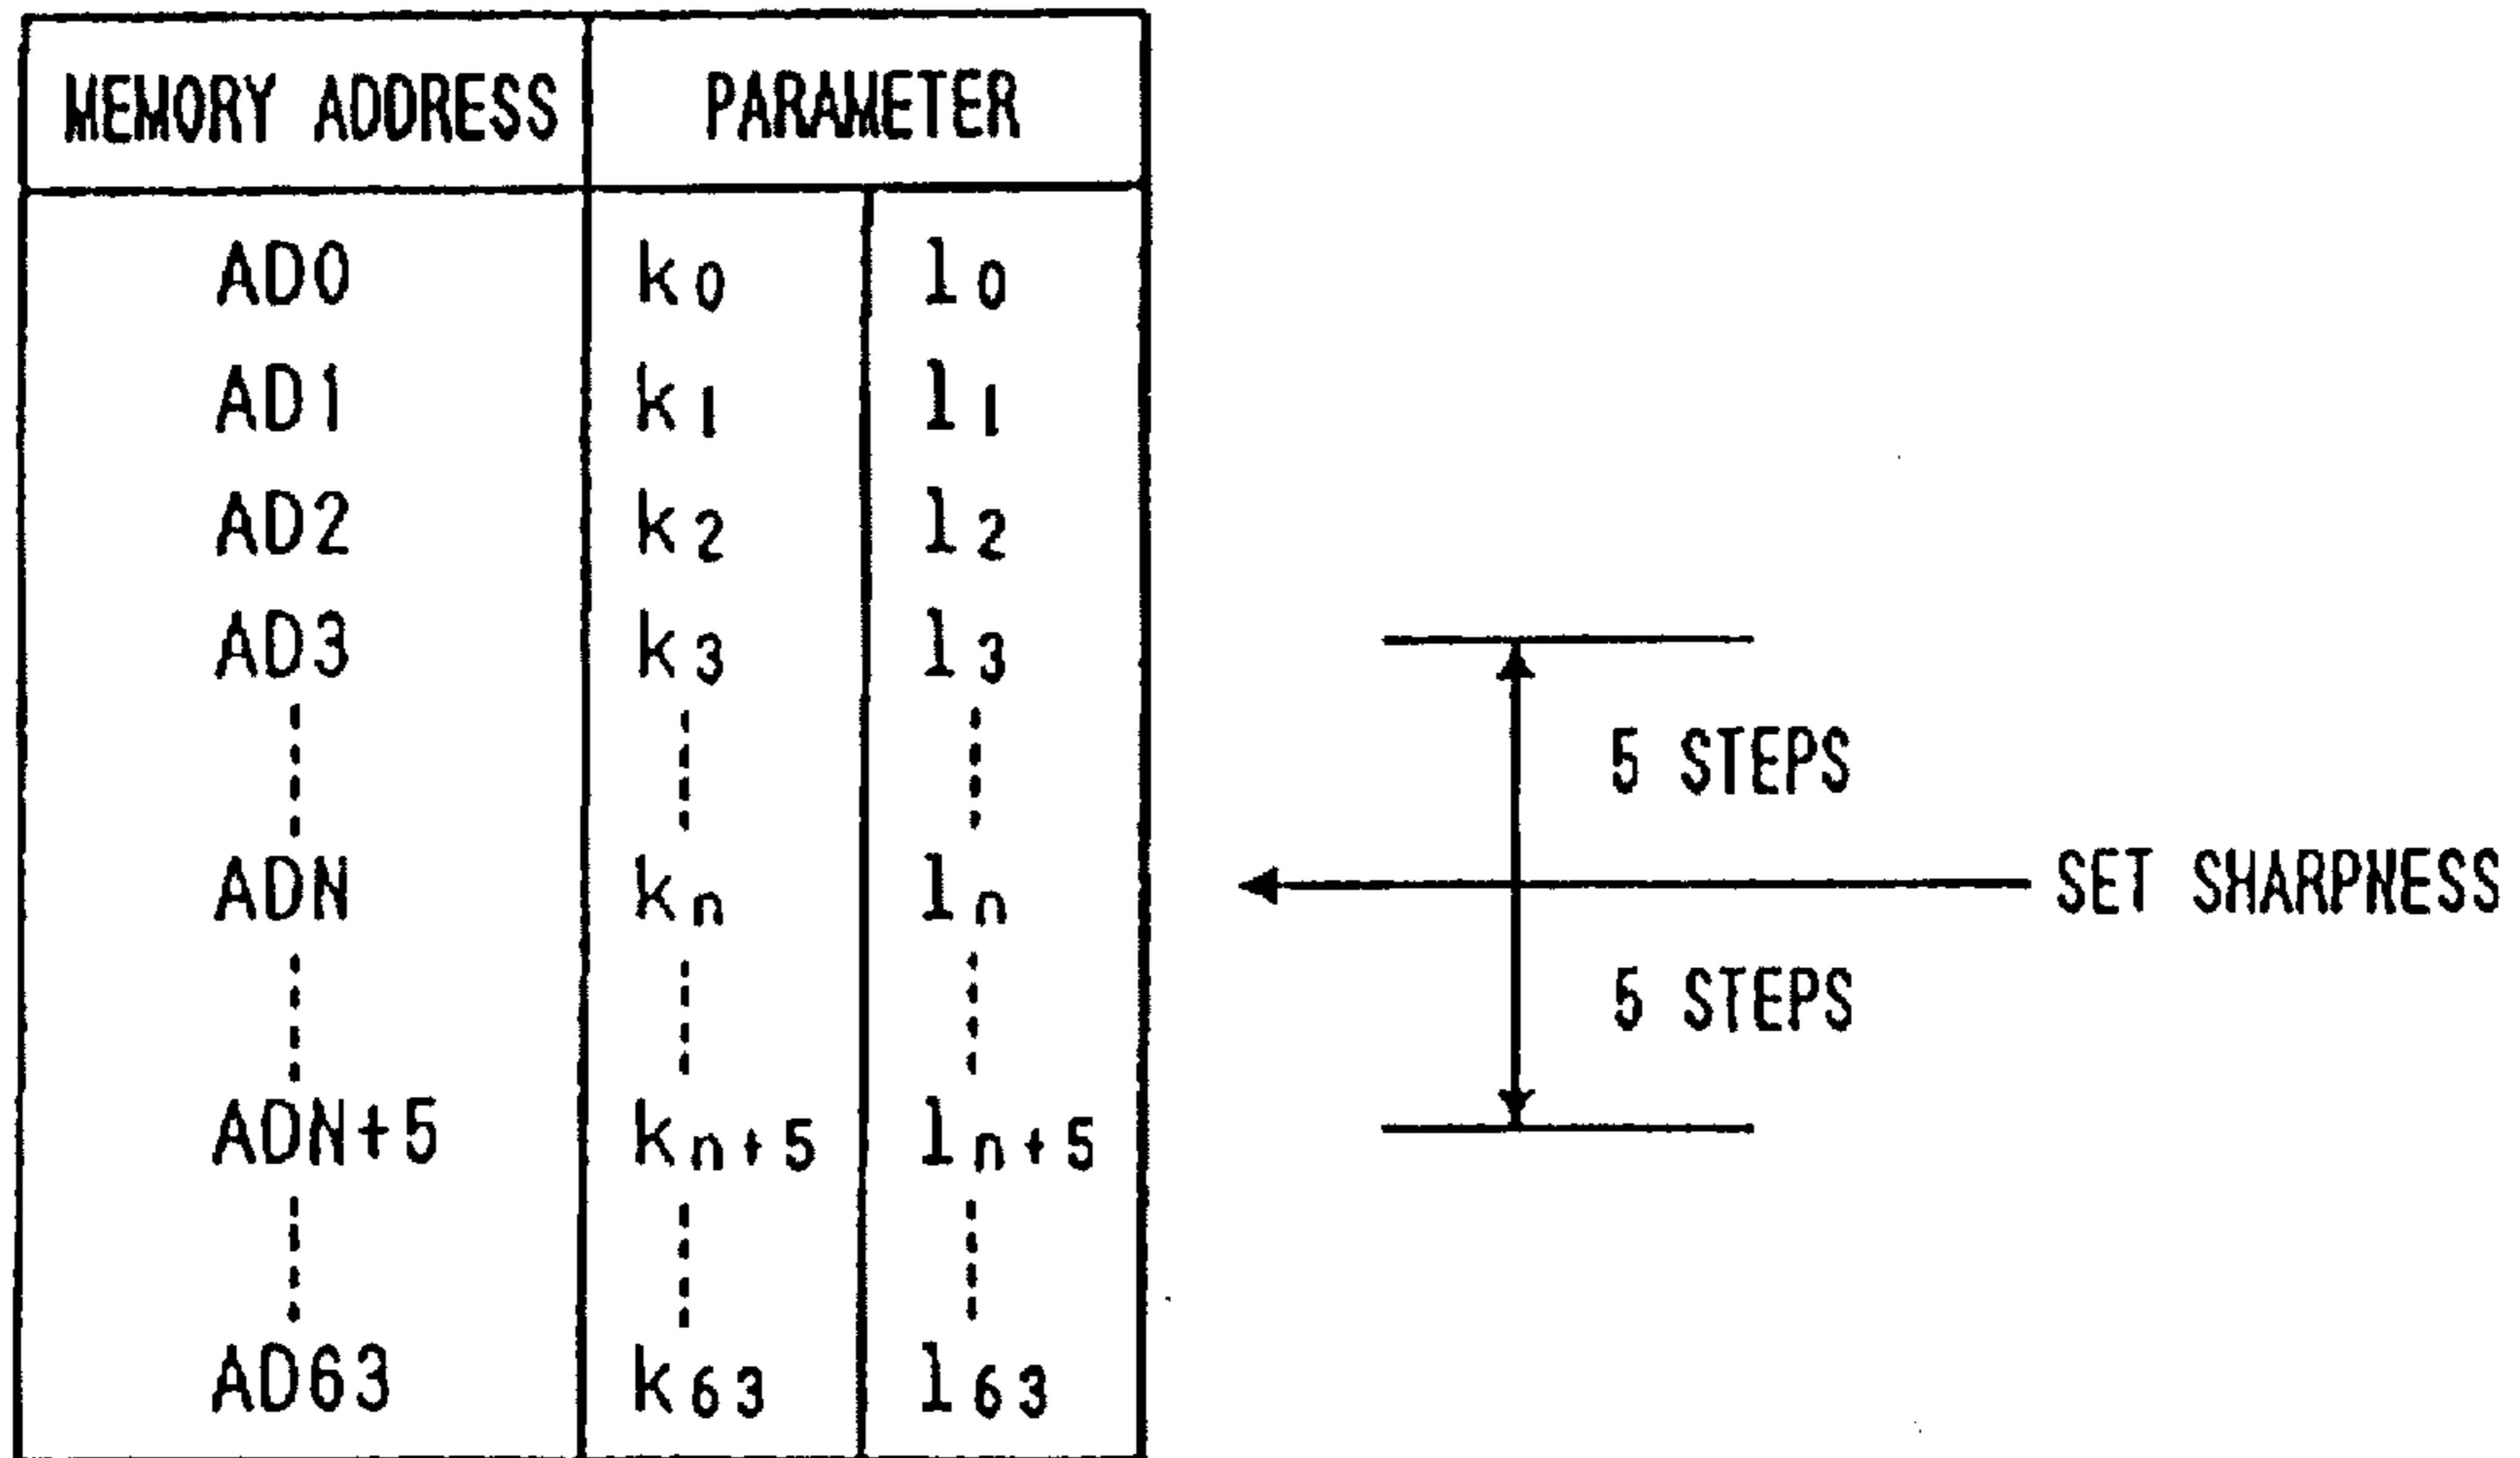 MEMORY ADDRESS PARAMETER
AD0 k0 l0
AD1 k1 l1
AD2 k2 l2
AD3 k3 l3
5 STEPS
ADN kn ln
SET SHARPNESS
5 STEPS
ADN+5 kn+5 ln+5
AD63 k63 l63